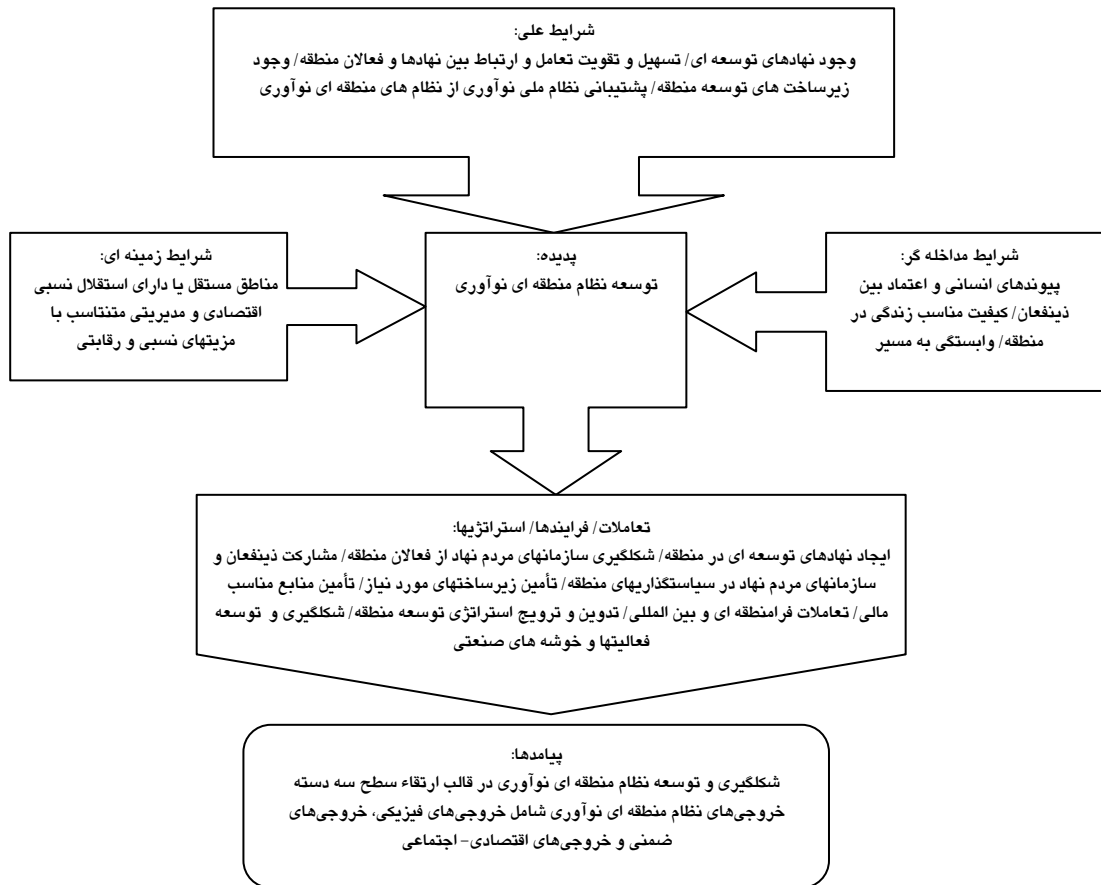 شرایط علی:
وجود نهادهای توسعه ای/ تسهیل و تقویت تعامل و ارتباط بین نهادها و فعالان منطقه/ وجود
زیرساخت های توسعه منطقه/ پشتیبانی نظام ملی نوآوری از نظام های منطقه ای نوآوری
شرایط مداخله گر:
پیوندهای انسانی و اعتماد بین
ذینفعان/ کیفیت مناسب زندگی در
منطقه/ وابستگی به مسیر
پدیده:
توسعه نظام منطقه ای نوآوری
شرایط زمینه ای:
مناطق مستقل یا دارای استقلال نسبی
اقتصادی و مدیریتی متنتاسب با
مزیتهای نسبی و رقابتی
تعاملات/ فرایندها/ استراتژیها:
ایجاد نهادهای توسعه ای در منطقه/ شکلگیری سازمانهای مردم نهاد از فعالان منطقه/ مشارکت ذینفعان و
سازمانهای مردم نهاد در سیاستگذاریهای منطقه/ تأمین زیرساختهای مورد نیاز/ تأمین منابع مناسب
مالی/ تعاملات فرامنطقه ای و بین المللی/ تدوین و ترویج استراتژی توسعه منطقه/ شکلگیری و توسعه
فعالیتها و خوشه های صنعتی
پیامدها:
شکلگیری و توسعه نظام منطقه ای نوآوری در قالب ارتقاء سطح سه دسته
خروجی‌های نظام منطقه ای نوآوری شامل خروجی‌های فیزیکی، خروجی‌های
ضمنی و خروجی‌های اقتصادی- اجتماعی